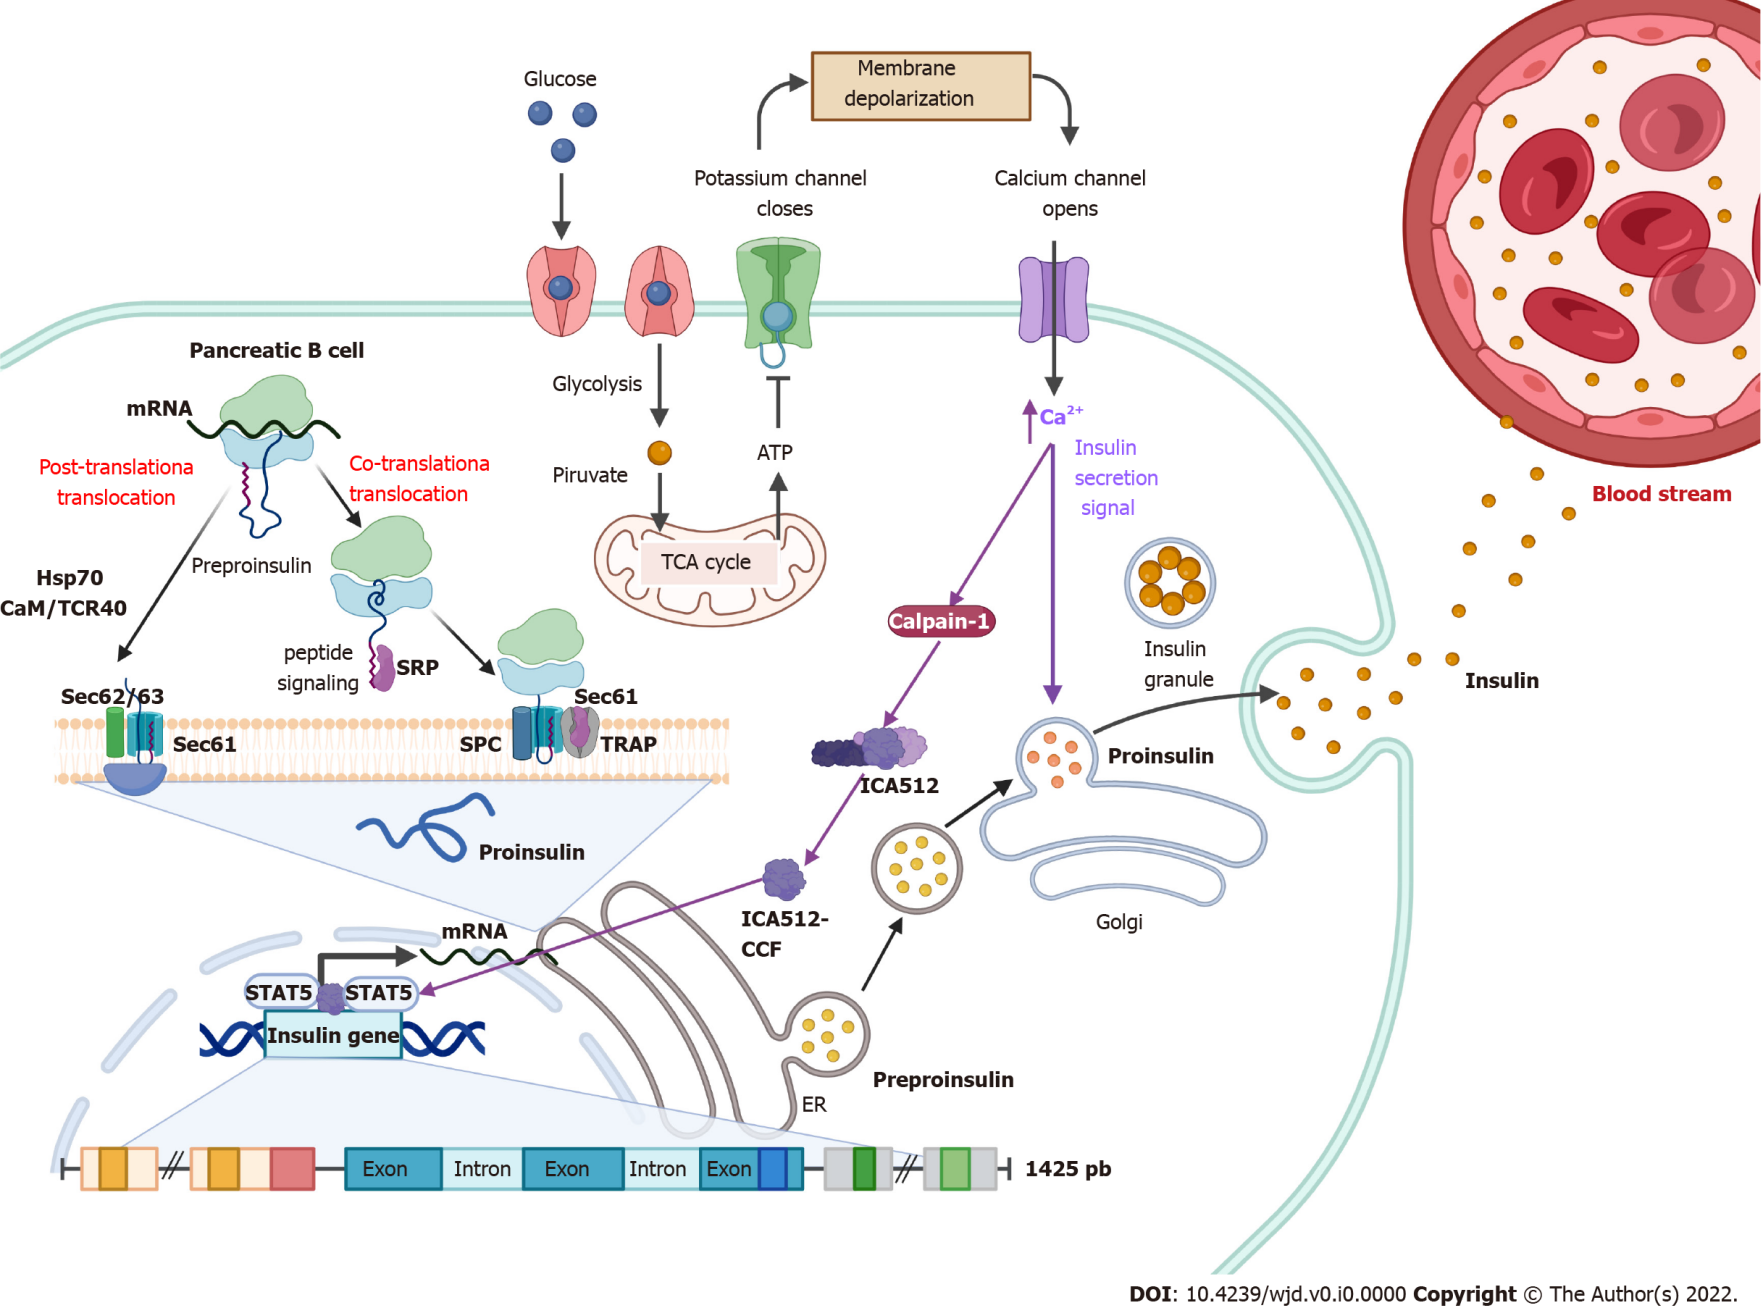 Glucose
Membrane
depolarization
Potassium channel
closes
Calcium channel
opens
Pancreatic B cell
mRNA
Post-translationa
translocation
Co-translationa
translocation
Preproinsulin
Hsp70
CaM/TCR40
peptide
signaling
SRP
Sec62/63
Sec61
Sec61
SPC
TRAP
Proinsulin
Glycolysis
Piruvate
ATP
TCA cycle
Ca²⁺
Insulin
secretion
signal
Calpain-1
ICA512
ICA512-
CCF
Insulin
granule
Proinsulin
Golgi
Insulin
Blood stream
mRNA
STAT5
STAT5
Insulin gene
Preproinsulin
ER
Exon
Intron
Exon
Intron
Exon
1425 pb
DOI: 10.4239/wjd.v0.i0.0000 Copyright © The Author(s) 2022.